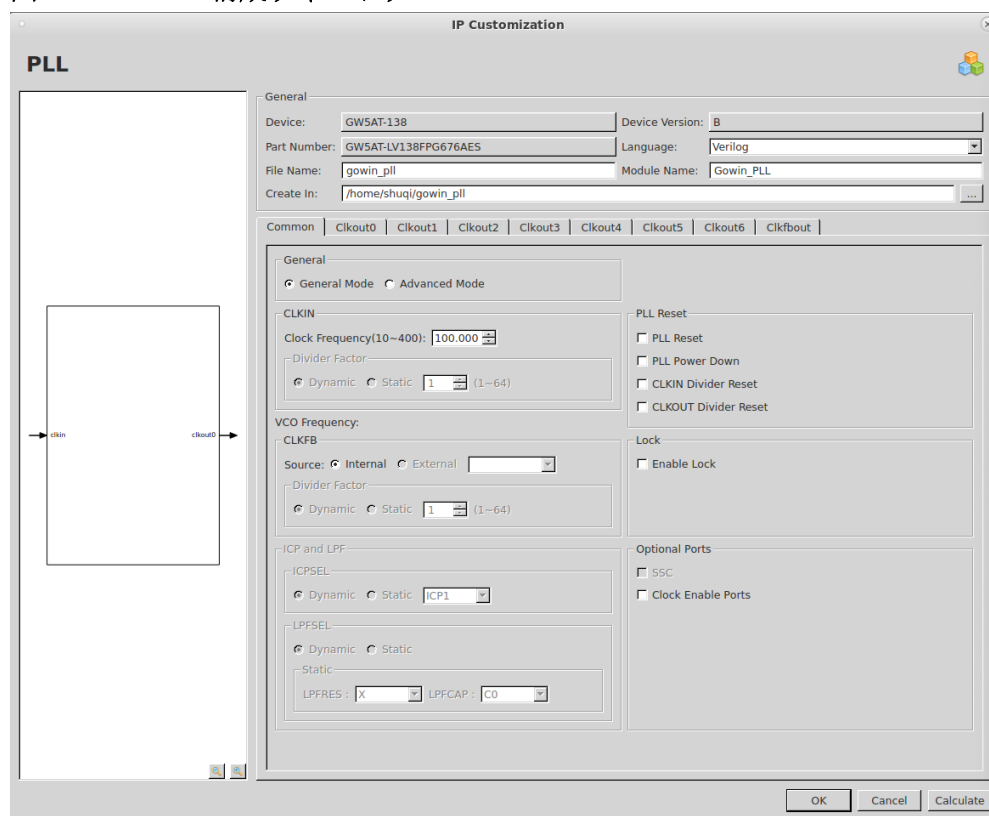 IP Customization
PLL
General
Device: GW5AT-138 Device Version: B
Part Number: GW5AT-LV138FPG676AES Language: Verilog
File Name: gowin_pll Module Name: Gowin_PLL
Create In: /home/shuqi/gowin_pll ...
Common Clkout0 Clkout1 Clkout2 Clkout3 Clkout4 Clkout5 Clkout6 Clkfbout
General
General Mode Advanced Mode
CLKIN PLL Reset
Clock Frequency(10~400): 100.000 PLL Reset
Divider Factor PLL Power Down
Dynamic Static 1 (1~64) CLKIN Divider Reset
CLKOUT Divider Reset
VCO Frequency:
clkin clkout0
CLKFB Lock
Source: Internal External Enable Lock
Divider Factor
Dynamic Static 1 (1~64)
ICP and LPF Optional Ports
ICPSEL SSC
Dynamic Static ICP1 Clock Enable Ports
LPFSEL
Dynamic Static
Static
LPFRES : X LPFCAP : C0
OK Cancel Calculate